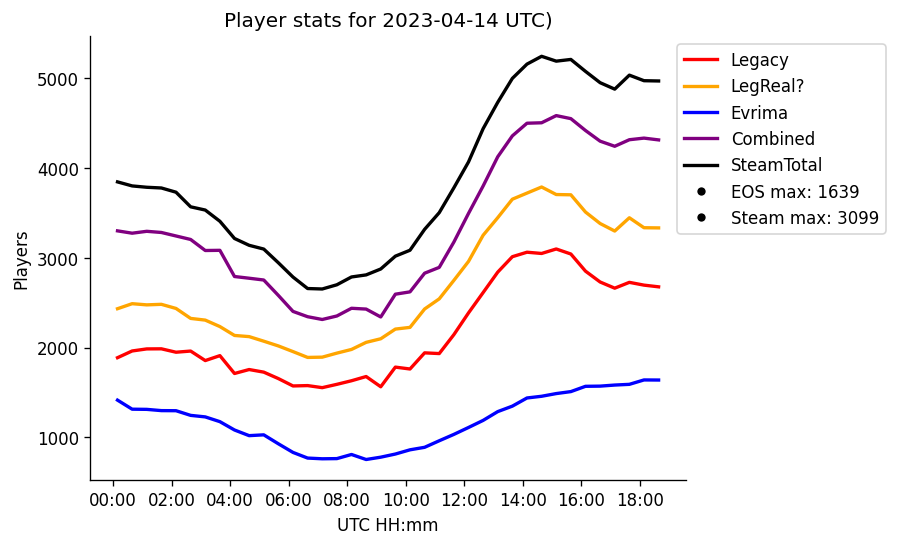 Player stats for 2023-04-14 UTC)
Legacy
LegReal?
Evrima
Combined
SteamTotal
EOS max: 1639
Steam max: 3099
5000
4000
3000
2000
1000
Players
00:00 02:00 04:00 06:00 08:00 10:00 12:00 14:00 16:00 18:00
UTC HH:mm